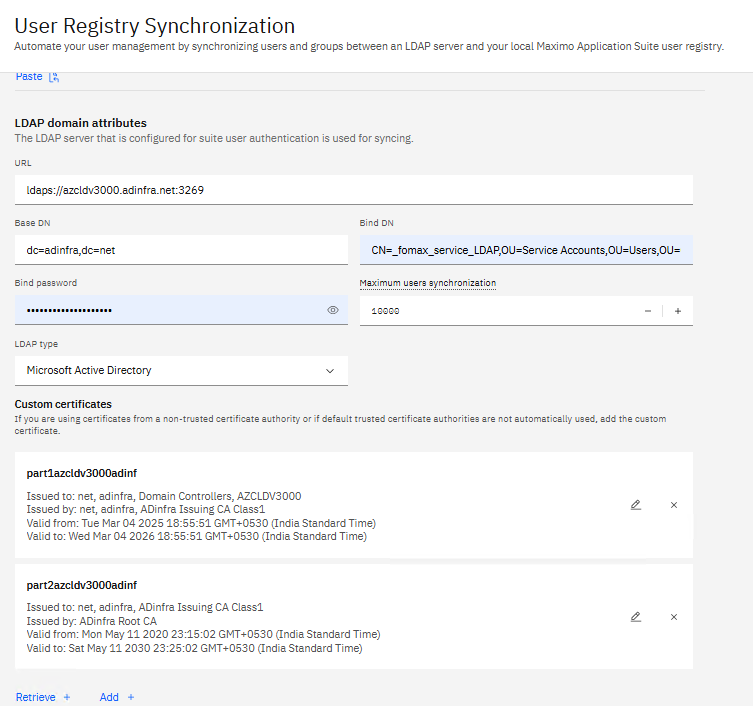 User Registry Synchronization
Automate your user management by synchronizing users and groups between an LDAP server and your local Maximo Application Suite user registry.
Paste
LDAP domain attributes
The LDAP server that is configured for suite user authentication is used for syncing.
URL
ldaps://azcldv3000.adinfra.net:3269
Base DN
Bind DN
dc=adinfra,dc=net
CN=_fomax_service_LDAP,OU=Service Accounts,OU=Users,OU=
Bind password
Maximum users synchronization
••••••••••••••••••••
10000
LDAP type
Microsoft Active Directory
Custom certificates
If you are using certificates from a non-trusted certificate authority or if default trusted certificate authorities are not automatically used, add the custom
certificate.
part1azcldv3000adinf
Issued to: net, adinfra, Domain Controllers, AZCLDV3000
Issued by: net, adinfra, ADinfra Issuing CA Class1
Valid from: Tue Mar 04 2025 18:55:51 GMT+0530 (India Standard Time)
Valid to: Wed Mar 04 2026 18:55:51 GMT+0530 (India Standard Time)
part2azcldv3000adinf
Issued to: net, adinfra, ADinfra Issuing CA Class1
Issued by: ADinfra Root CA
Valid from: Mon May 11 2020 23:15:02 GMT+0530 (India Standard Time)
Valid to: Sat May 11 2030 23:25:02 GMT+0530 (India Standard Time)
Retrieve +
Add +